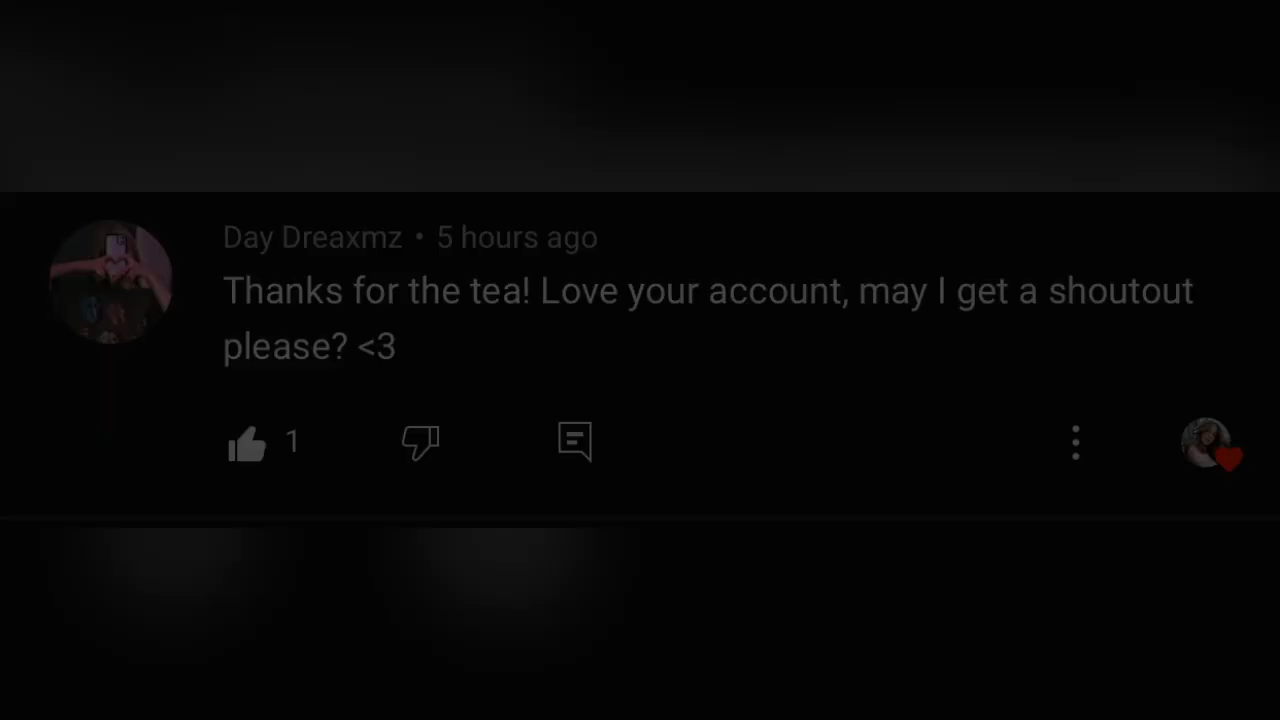 Day Dreaxmz • 5 hours ago
Thanks for the tea! Love your account, may I get a shoutout
please? <3
1